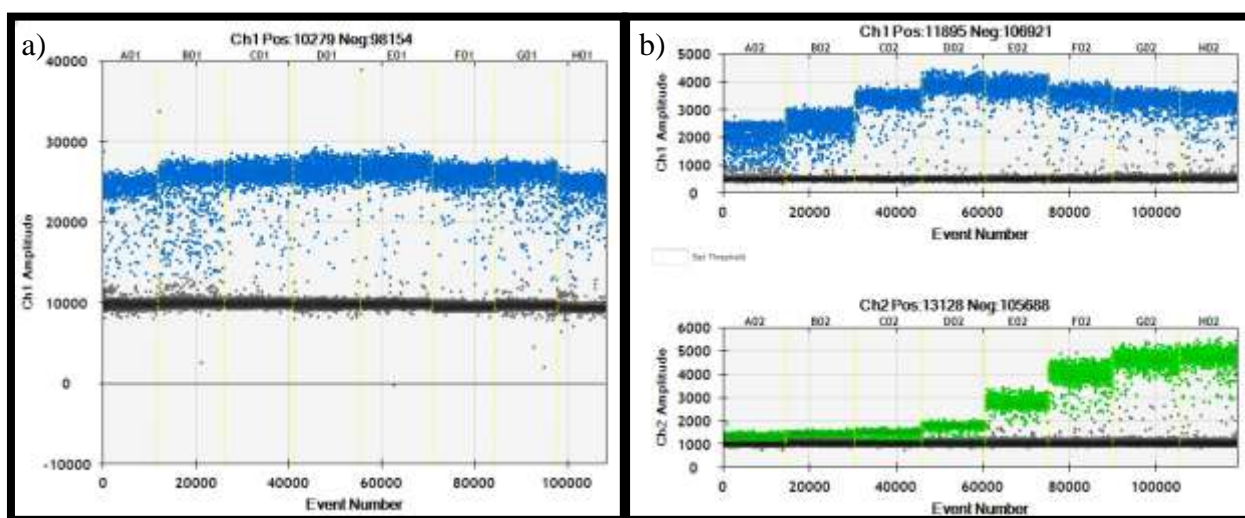 a)
Ch1 Pos:10279 Neg:98154
A01 B01 C01 D01 E01 F01 G01 H01
40000
30000
20000
10000
0
-10000
Ch1 Amplitude
0 20000 40000 60000 80000 100000
Event Number
b)
Ch1 Pos:11895 Neg:106921
A02 B02 C02 D02 E02 F02 G02 H02
5000
4000
3000
2000
1000
0
Ch1 Amplitude
0 20000 40000 60000 80000 100000
Event Number
Set Threshold
Ch2 Pos:13128 Neg:105688
A02 B02 C02 D02 E02 F02 G02 H02
6000
5000
4000
3000
2000
1000
0
Ch2 Amplitude
0 20000 40000 60000 80000 100000
Event Number